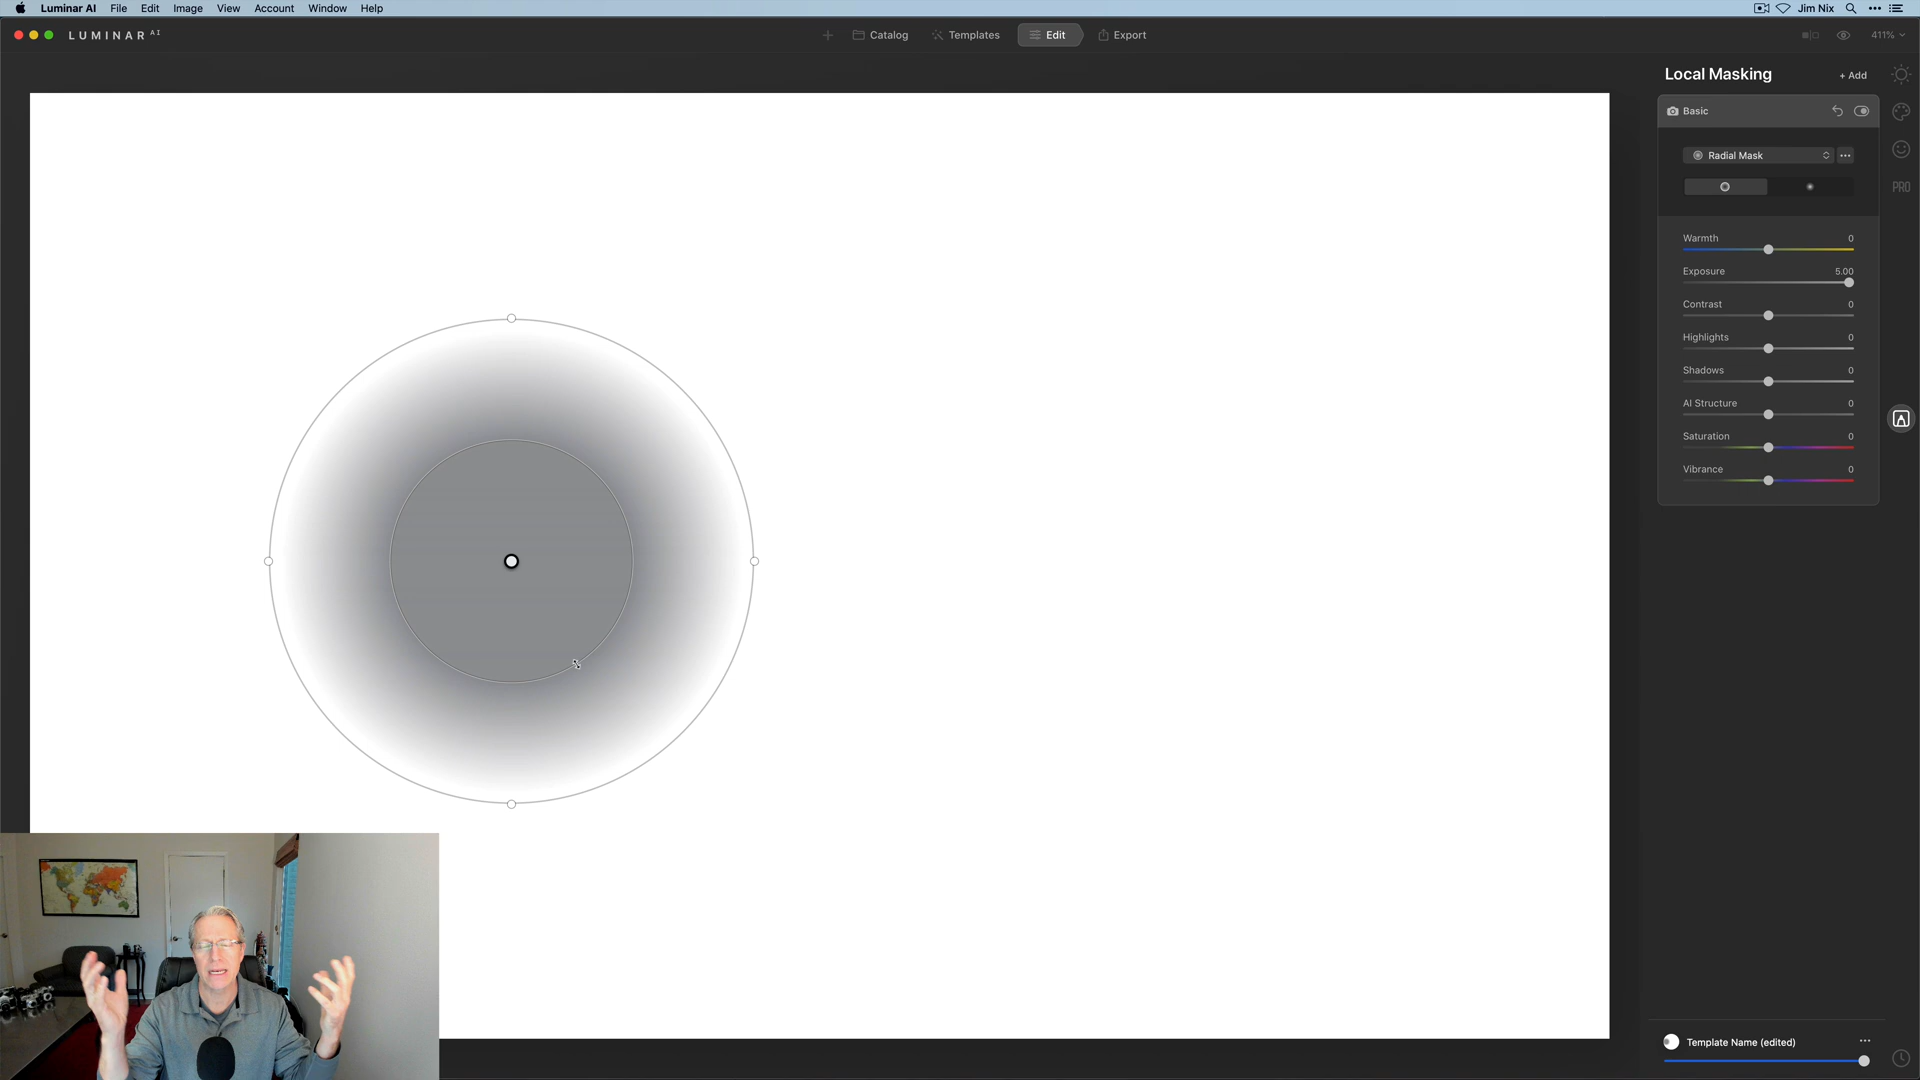 Luminar AI File Edit Image View Account Window Help Jim Nix
LUMINAR AI
Catalog Templates Edit Export 411%
Local Masking + Add
Basic
Radial Mask
PRO
Warmth 0
Exposure 5.00
Contrast 0
Highlights 0
Shadows 0
AI Structure 0
Saturation 0
Vibrance 0
Template Name (edited)